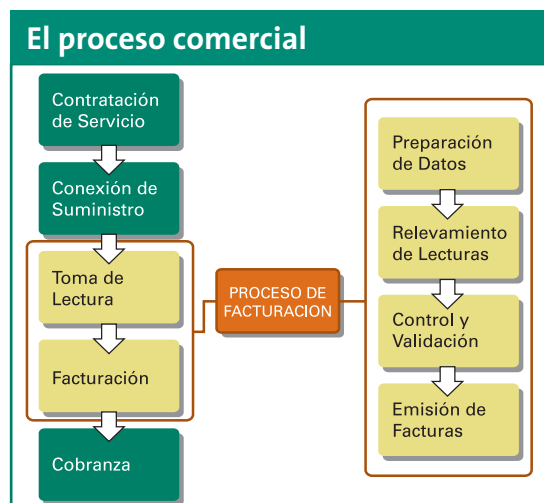 El proceso comercial
Contratación
de Servicio
Conexión de
Suministro
Toma de
Lectura
Facturación
Cobranza
PROCESO DE
FACTURACION
Preparación
de Datos
Relevamiento
de Lecturas
Control y
Validación
Emisión de
Facturas